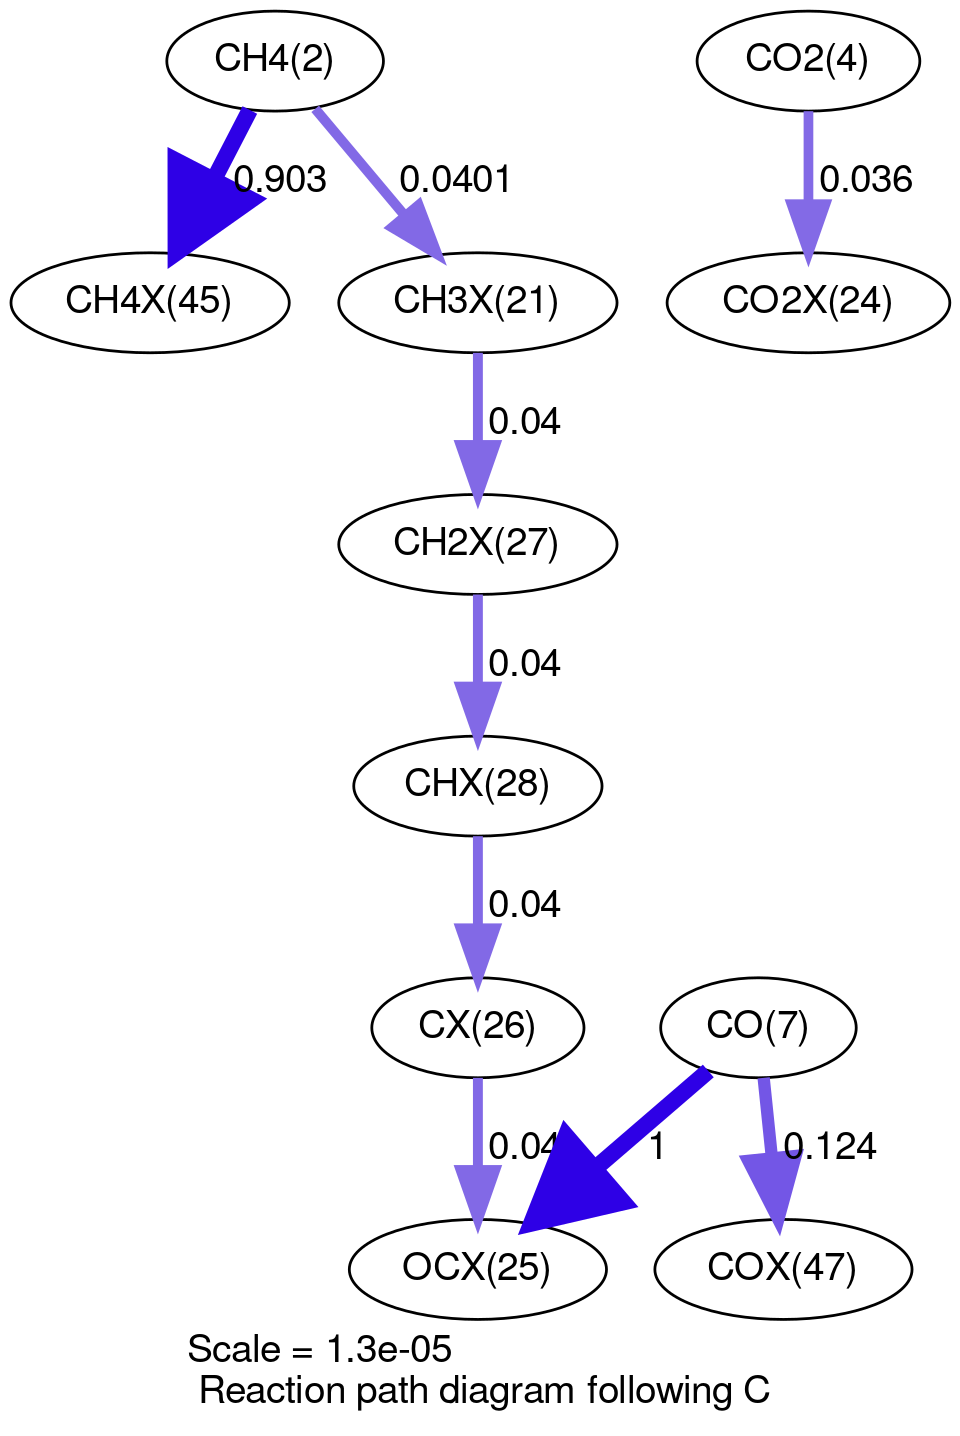 CH4(2)
CO2(4)
0.903
0.0401
0.036
CH4X(45)
CH3X(21)
CO2X(24)
0.04
CH2X(27)
0.04
CHX(28)
0.04
CX(26)
CO(7)
0.04
1
0.124
OCX(25)
COX(47)
Scale = 1.3e-05
Reaction path diagram following C